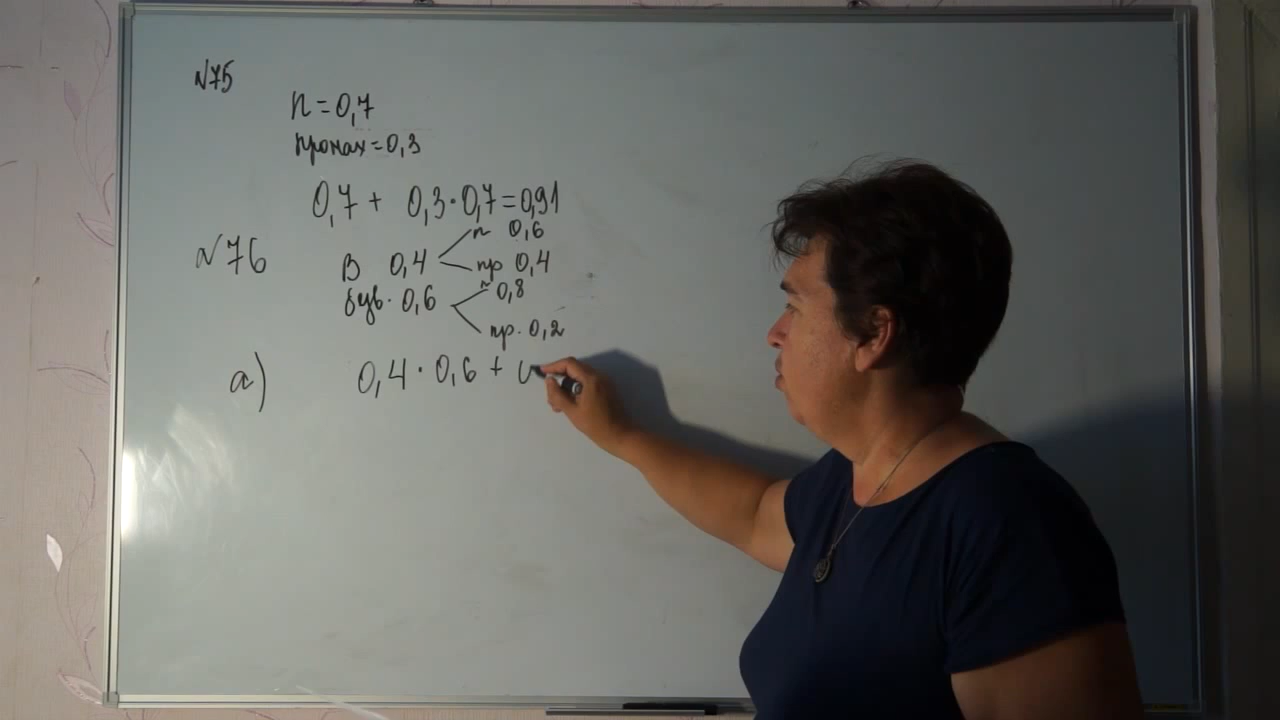 №75
п = 0,7
промах = 0,3
0,7 + 0,3 · 0,7 = 0,91
№76
п 0,6
В 0,4
пр 0,4
0,6
п 0,8
пр. 0,2
а) 0,4 · 0,6 +